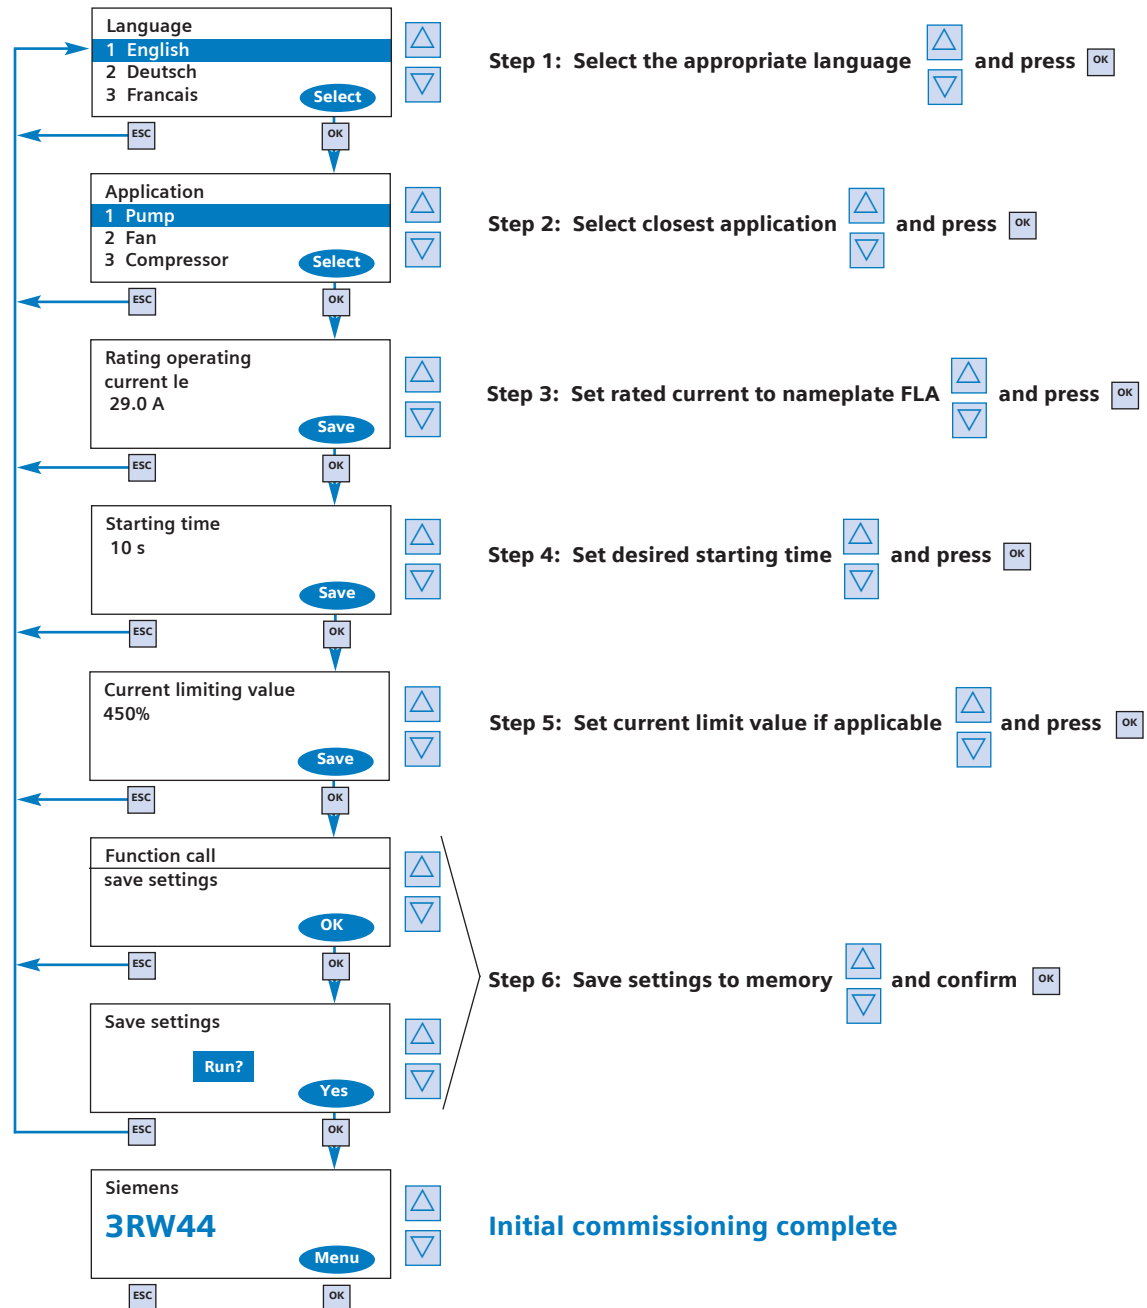 Language
1 English
2 Deutsch
3 Francais
Select
Step 1: Select the appropriate language and press OK
ESC
OK
Application
1 Pump
2 Fan
3 Compressor
Select
Step 2: Select closest application and press OK
ESC
OK
Rating operating
current le
29.0 A
Save
Step 3: Set rated current to nameplate FLA and press OK
ESC
OK
Starting time
10 s
Save
Step 4: Set desired starting time and press OK
ESC
OK
Current limiting value
450%
Save
Step 5: Set current limit value if applicable and press OK
ESC
OK
Function call
save settings
OK
ESC
OK
Step 6: Save settings to memory and confirm OK
Save settings
Run?
Yes
ESC
OK
Siemens
3RW44
Menu
Initial commissioning complete
ESC
OK